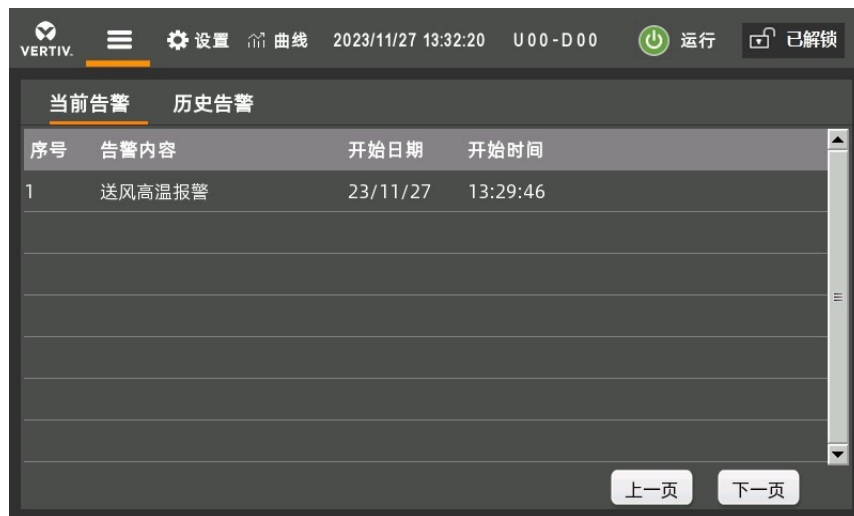 VERTIV. 设置 曲线 2023/11/27 13:32:20 U00-D00 运行 已解锁
当前告警 历史告警
序号 告警内容 开始日期 开始时间
1 送风高温报警 23/11/27 13:29:46
上一页 下一页